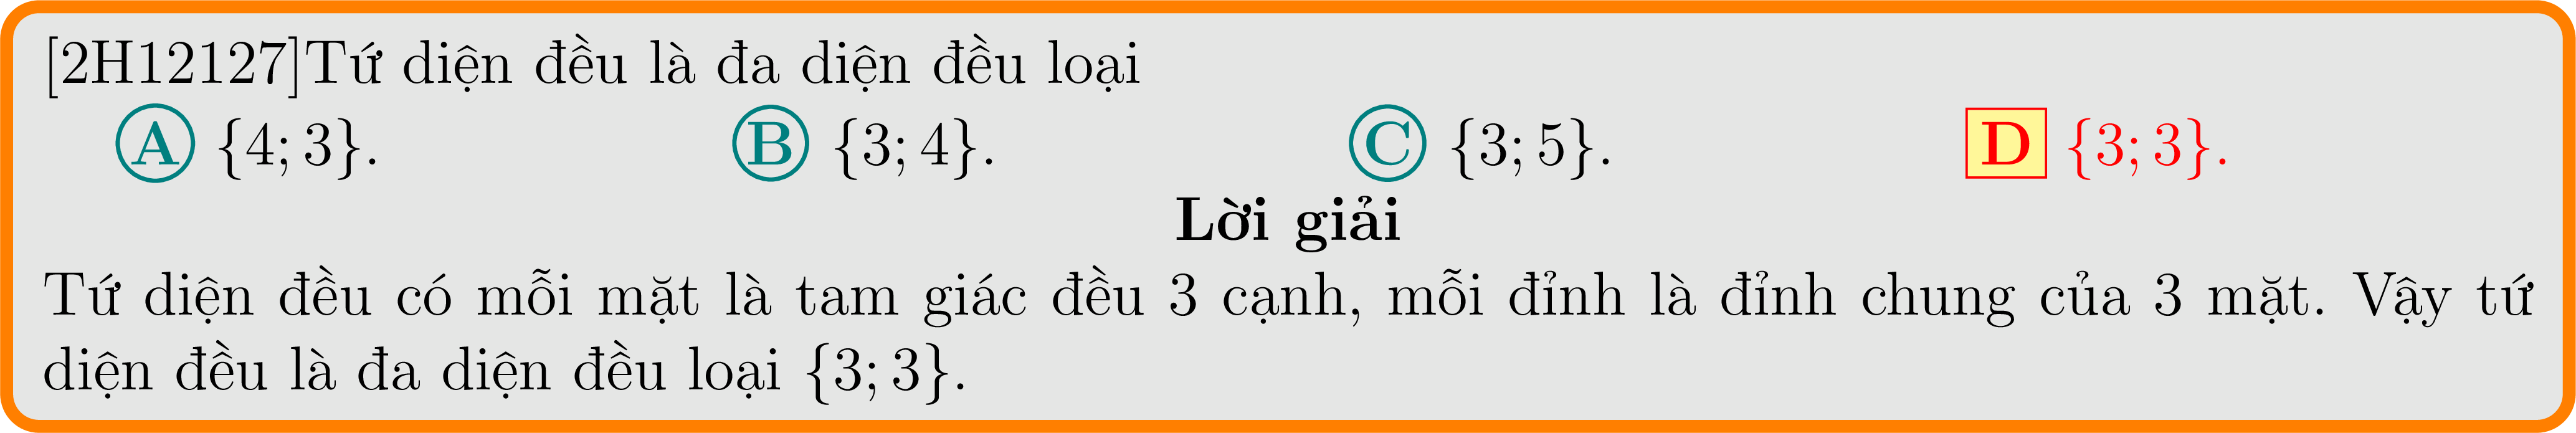 [2H12127]Tứ diện đều là đa diện đều loại
A {4; 3}. B {3; 4}. C {3; 5}. D {3; 3}.
Lời giải
Tứ diện đều có mỗi mặt là tam giác đều 3 cạnh, mỗi đỉnh là đỉnh chung của 3 mặt. Vậy tứ
diện đều là đa diện đều loại {3; 3}.